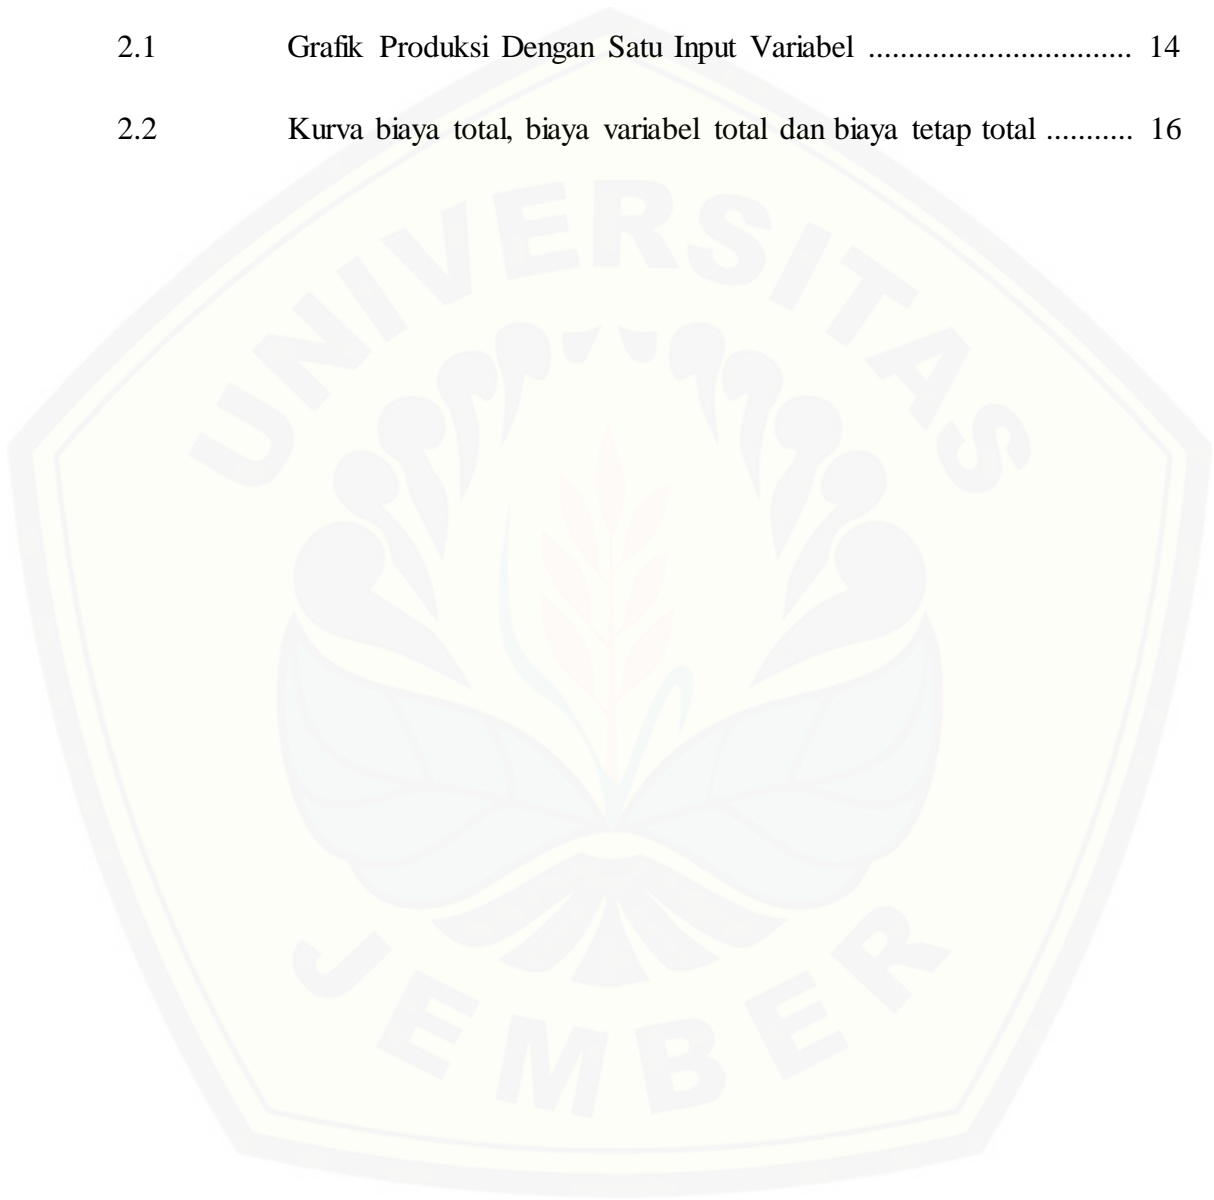 2.1 Grafik Produksi Dengan Satu Input Variabel ................................. 14
2.2 Kurva biaya total, biaya variabel total dan biaya tetap total ........... 16
UNIVERSITAS
JEMBER